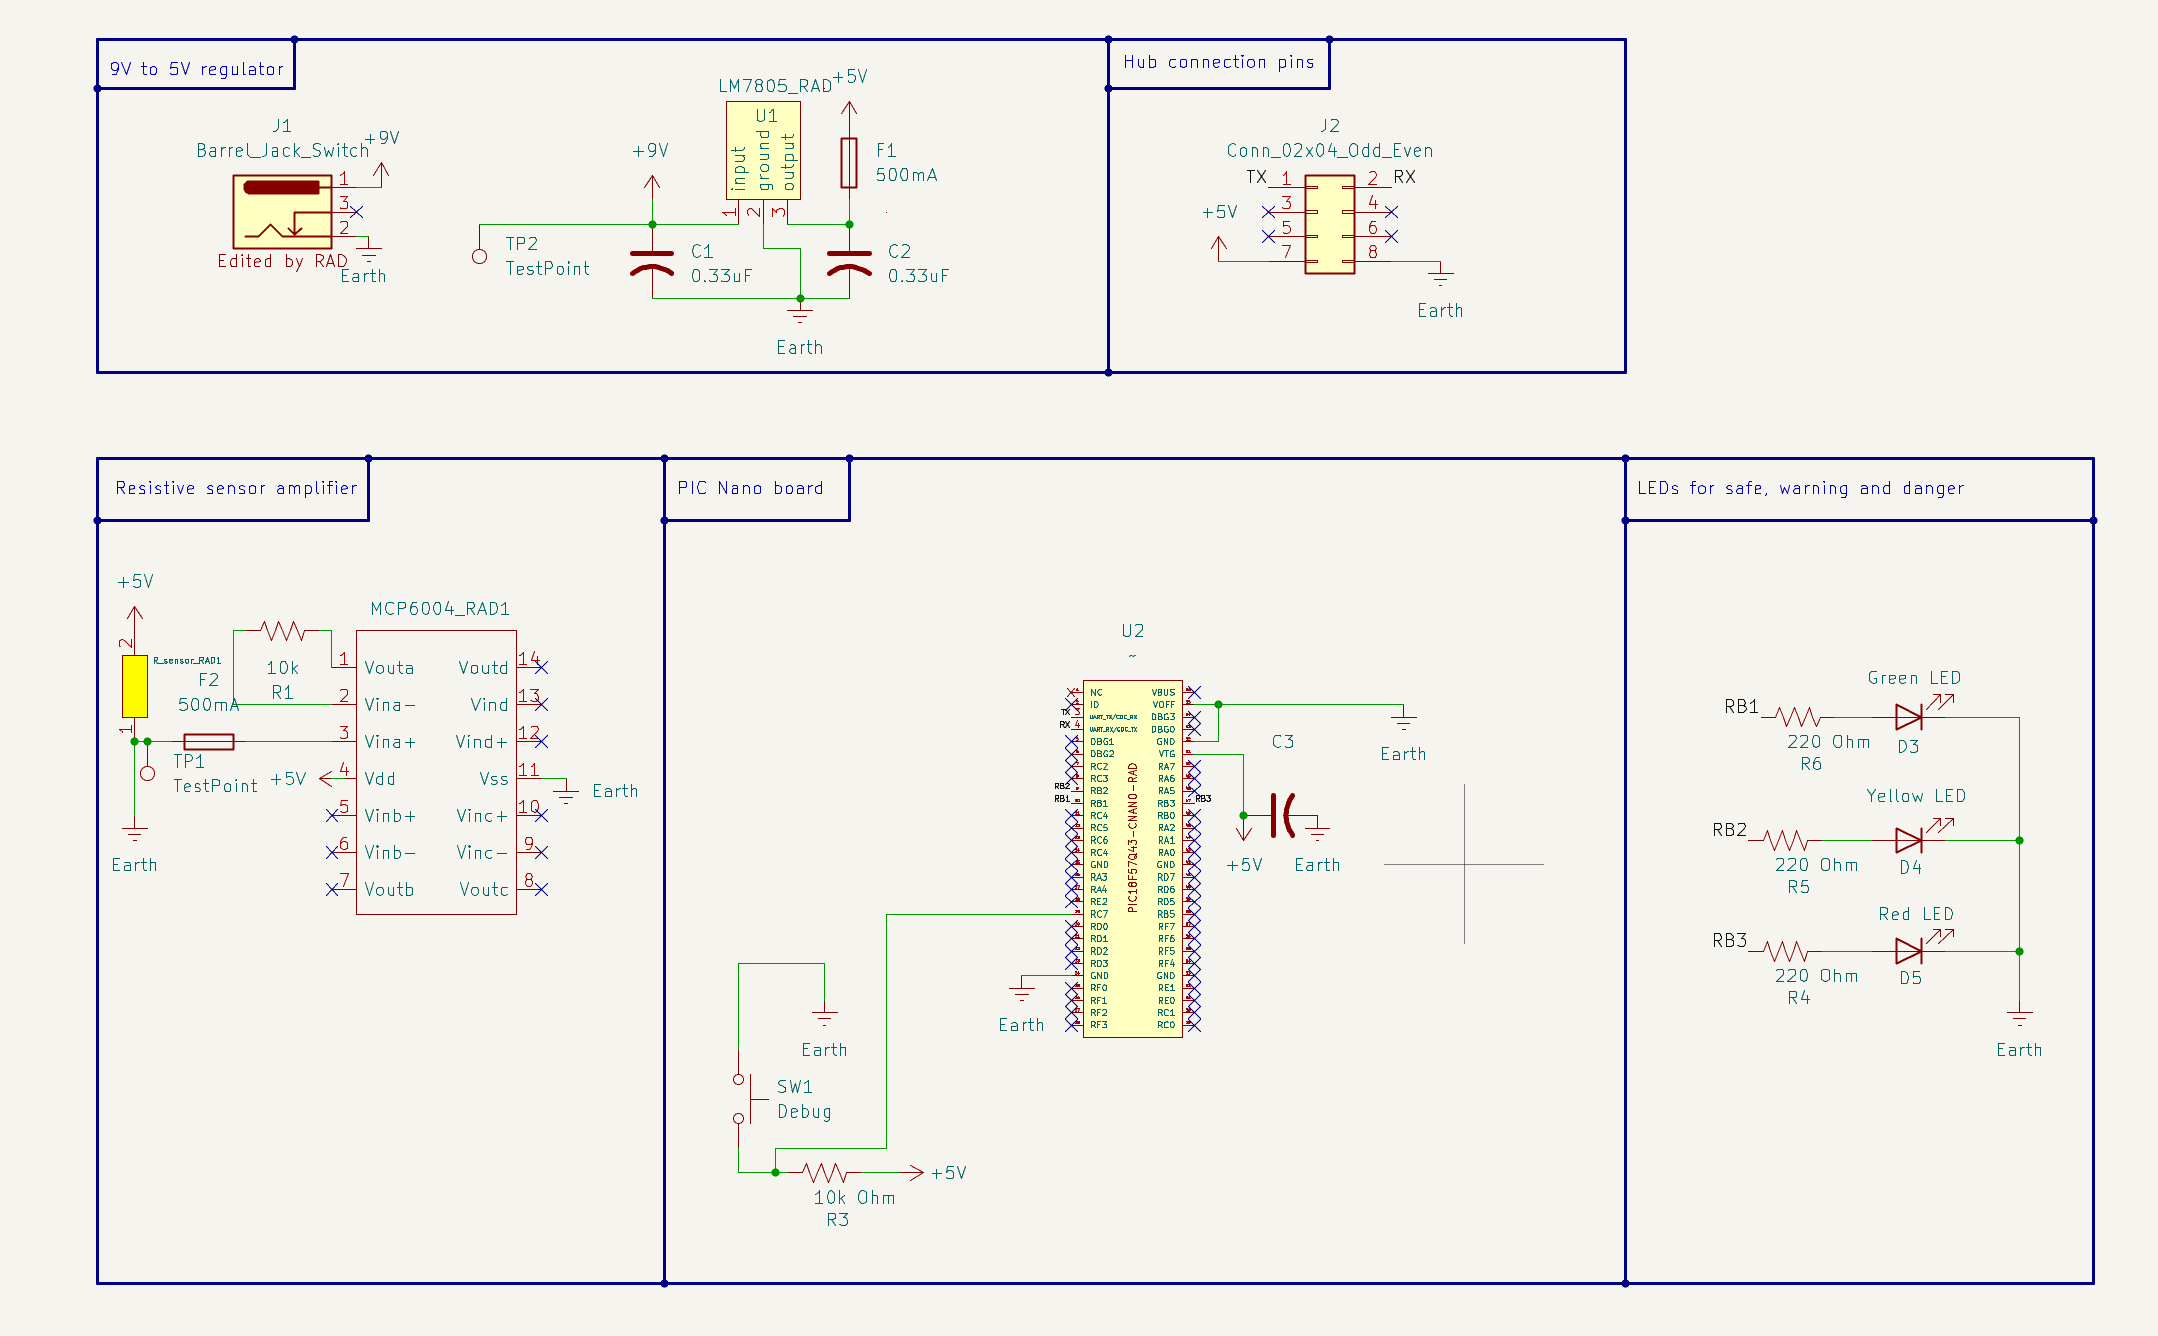 9V to 5V regulator
J1
Barrel_Jack_Switch
+9V
1
3
2
Edited by RAD
Earth
TP2
TestPoint
+9V
C1
0.33uF
LM7805_RAD
U1
input
ground
output
1
2
3
+5V
F1
500mA
C2
0.33uF
Earth
Hub connection pins
J2
Conn_02x04_Odd_Even
TX 1 2 RX
3 4
5 6
7 8
+5V
Earth
Resistive sensor amplifier
+5V
2
R_sensor_RAD1
F2
500mA
1
TP1
TestPoint
Earth
10k
R1
+5V
MCP6004_RAD1
1 Vouta Voutd 14
2 Vina- Vind 13
3 Vina+ Vind+ 12
4 Vdd Vss 11
5 Vinb+ Vinc+ 10
6 Vinb- Vinc- 9
7 Voutb Voutc 8
Earth
PIC Nano board
U2
~
NC VBUS
ID VOFF
TX 3 UART_TX/CDC_RX DBG3
RX 4 UART_RX/CDC_TX DBG0
DBG1 GND
DBG2 VTG
RC2 RA7
RC3 RA6
RB2 RB2 RA5
RB1 RB1 RB3 RB3
RC4 RB0
RC5 RA2
RC6 RA1
RC4 RA0
GND GND
RA3 RD7
RA4 RD6
RE2 RD5
RC7 RB5
RD0 RF7
RD1 RF6
RD2 RF5
RD3 RF4
GND GND
RF0 RE1
RF1 RE0
RF2 RC1
RF3 RC0
PIC18F57Q43-CNANO-RAD
Earth
C3
+5V
Earth
Earth
Earth
SW1
Debug
+5V
10k Ohm
R3
LEDs for safe, warning and danger
Green LED
RB1
220 Ohm
R6
D3
Yellow LED
RB2
220 Ohm
R5
D4
Red LED
RB3
220 Ohm
R4
D5
Earth